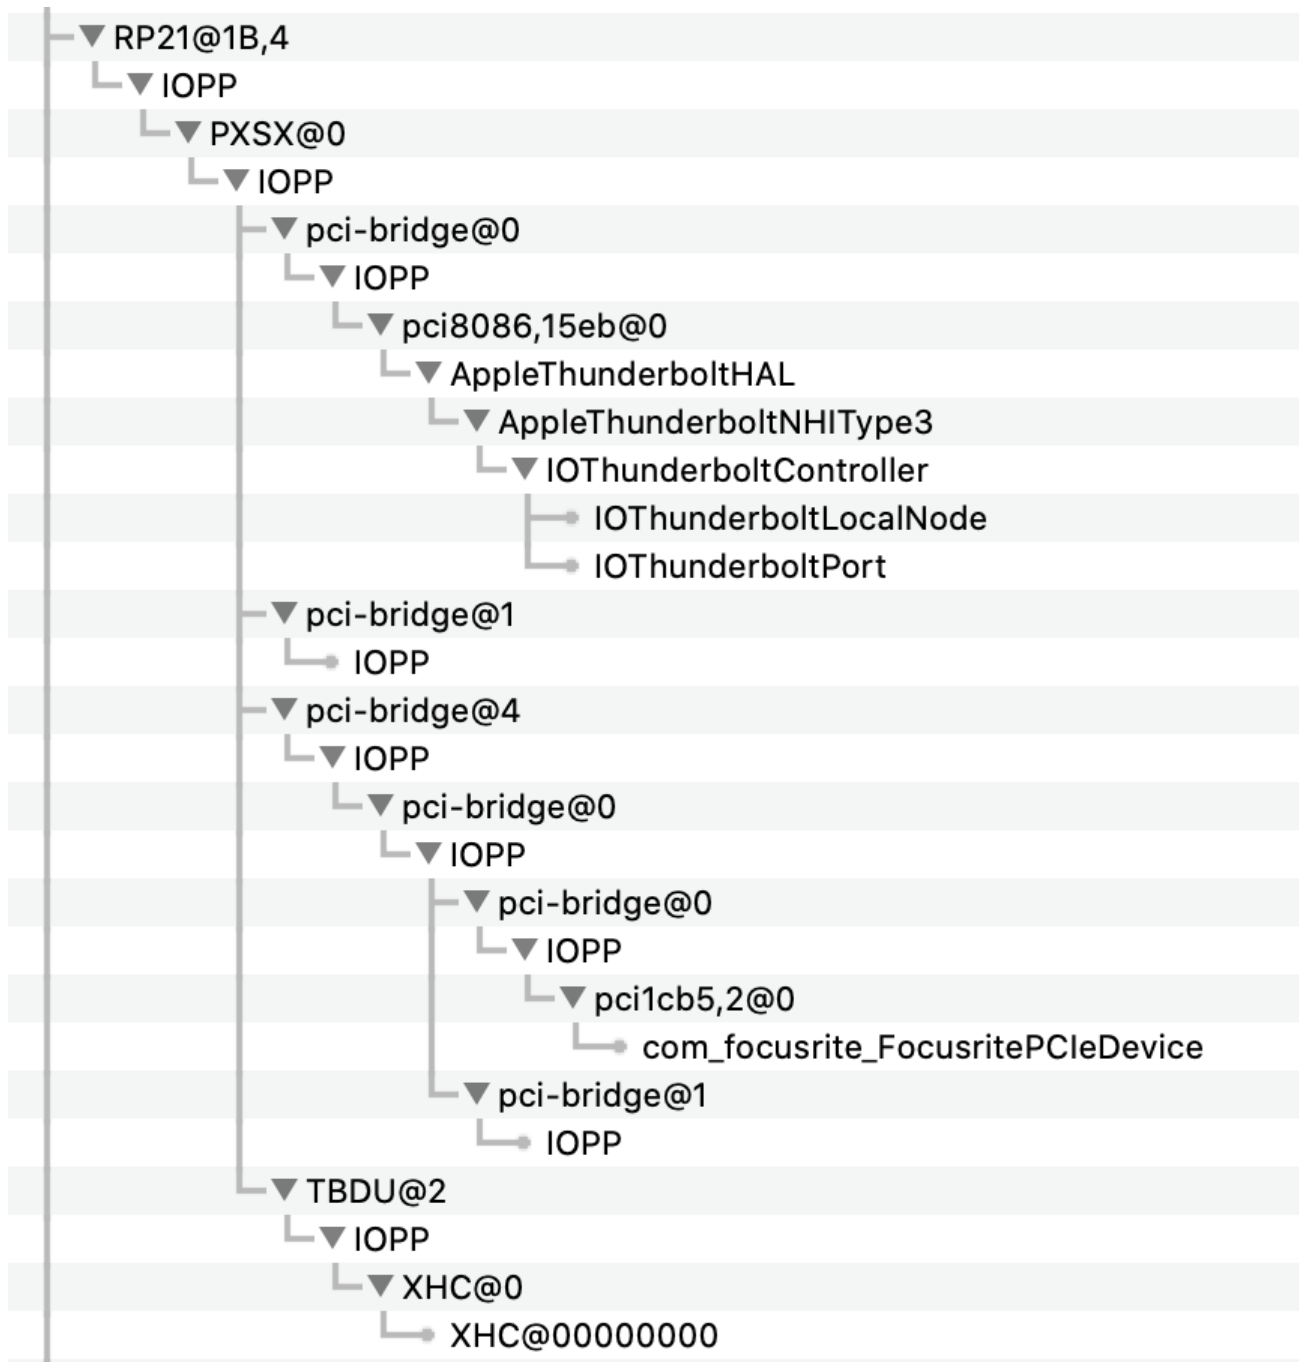 RP21@1B,4
IOPP
PXSX@0
IOPP
pci-bridge@0
IOPP
pci8086,15eb@0
AppleThunderboltHAL
AppleThunderboltNHIType3
IOThunderboltController
IOThunderboltLocalNode
IOThunderboltPort
pci-bridge@1
IOPP
pci-bridge@4
IOPP
pci-bridge@0
IOPP
pci-bridge@0
IOPP
pci1cb5,2@0
com_focusrite_FocusritePCIeDevice
pci-bridge@1
IOPP
TBDU@2
IOPP
XHC@0
XHC@00000000